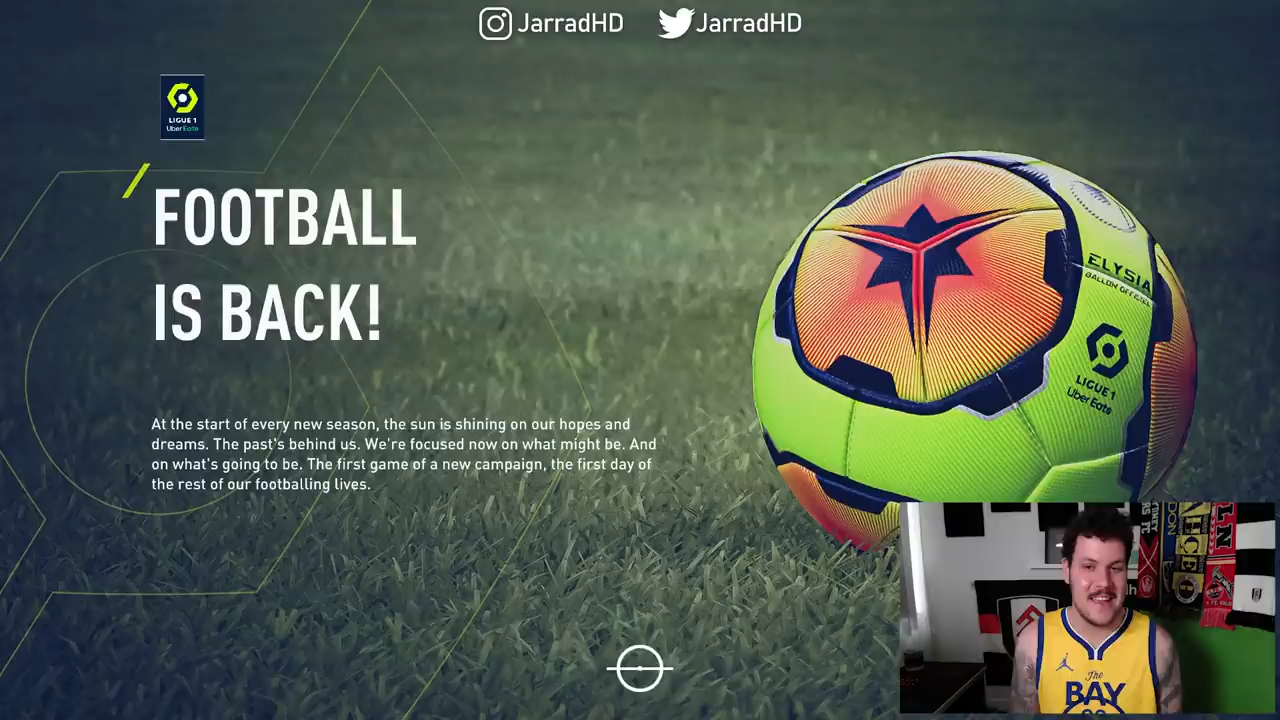 JarradHD JarradHD
LIGUE 1
Uber Eats
FOOTBALL
IS BACK!
ELYSIA
BALLON OFFICIEL
LIGUE 1
Uber Eats
At the start of every new season, the sun is shining on our hopes and
dreams. The past's behind us. We're focused now on what might be. And
on what's going to be. The first game of a new campaign, the first day of
the rest of our footballing lives.
The
BAY